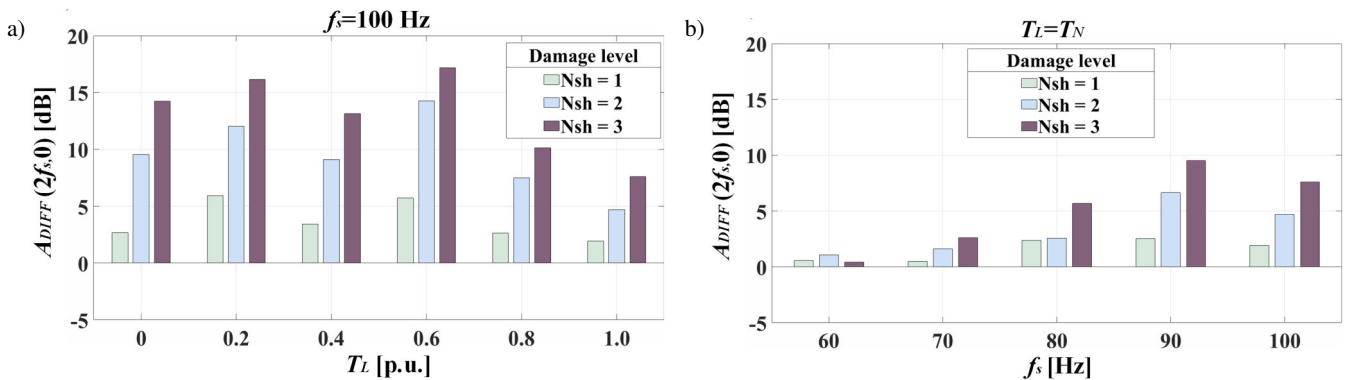 a)
fs=100 Hz
20
15
10
5
0
-5
ADIFF (2fs,0) [dB]
Damage level
Nsh = 1
Nsh = 2
Nsh = 3
0 0.2 0.4 0.6 0.8 1.0
TL [p.u.]
b)
TL=TN
20
15
10
5
0
-5
ADIFF (2fs,0) [dB]
Damage level
Nsh = 1
Nsh = 2
Nsh = 3
60 70 80 90 100
fs [Hz]